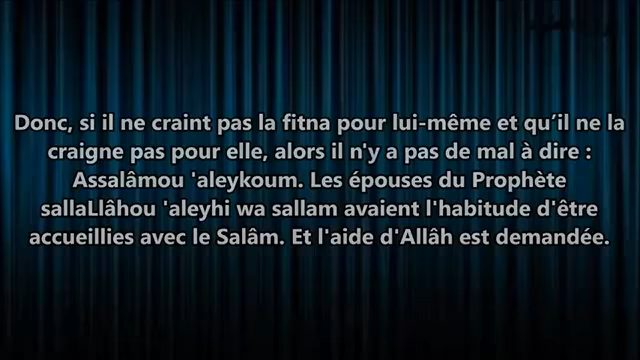 Donc, si il ne craint pas la fitna pour lui-même et qu’il ne la
craigne pas pour elle, alors il n'y a pas de mal à dire :
Assalâmou 'aleykoum. Les épouses du Prophète
sallaLlâhou 'aleyhi wa sallam avaient l'habitude d'être
accueillies avec le Salâm. Et l'aide d'Allâh est demandée.